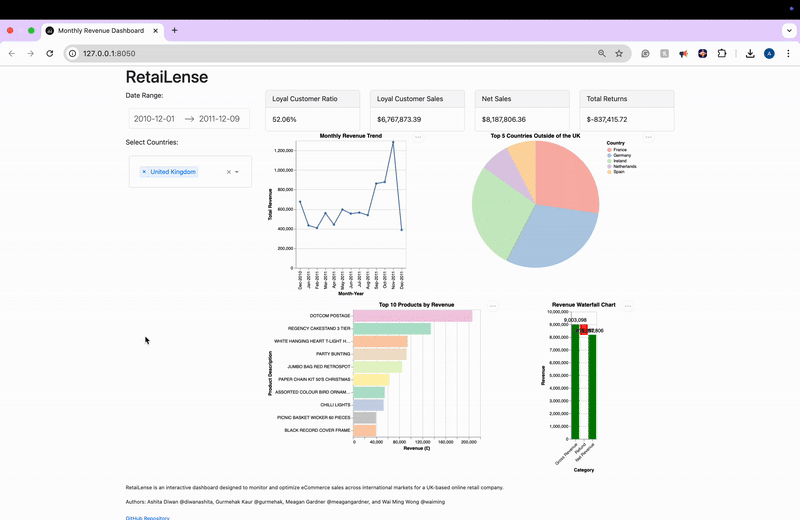 Monthly Revenue Dashboard
127.0.0.1:8050
A
RetaiLense
Date Range:
2010-12-01 → 2011-12-09
Select Countries:
× United Kingdom ×
Loyal Customer Ratio
52.06%
Loyal Customer Sales
$6,767,873.39
Net Sales
$8,187,806.36
Total Returns
$-837,415.72
Monthly Revenue Trend
Total Revenue
1,200,000
1,000,000
800,000
600,000
400,000
200,000
0
Dec-2010
Jan-2011
Feb-2011
Mar-2011
Apr-2011
May-2011
Jun-2011
Jul-2011
Aug-2011
Sep-2011
Oct-2011
Nov-2011
Dec-2011
Month-Year
Top 5 Countries Outside of the UK
Country
France
Germany
Ireland
Netherlands
Spain
Top 10 Products by Revenue
Product Description
DOTCOM POSTAGE
REGENCY CAKESTAND 3 TIER
WHITE HANGING HEART T-LIGHT H...
PARTY BUNTING
JUMBO BAG RED RETROSPOT
PAPER CHAIN KIT 50'S CHRISTMAS
ASSORTED COLOUR BIRD ORNAM...
CHILLI LIGHTS
PICNIC BASKET WICKER 60 PIECES
BLACK RECORD COVER FRAME
0 40,000 80,000 120,000 160,000 200,000
Revenue (£)
Revenue Waterfall Chart
Revenue
10,000,000
9,000,000
8,000,000
7,000,000
6,000,000
5,000,000
4,000,000
3,000,000
2,000,000
1,000,000
0
9,003,098
Gross Revenue
Refund
Net Revenue
Category
RetaiLense is an interactive dashboard designed to monitor and optimize eCommerce sales across international markets for a UK-based online retail company.
Authors: Ashita Diwan @diwanashita, Gurmehak Kaur @gurmehak, Meagan Gardner @meagangardner, and Wai Ming Wong @waiming
GitHub Repository